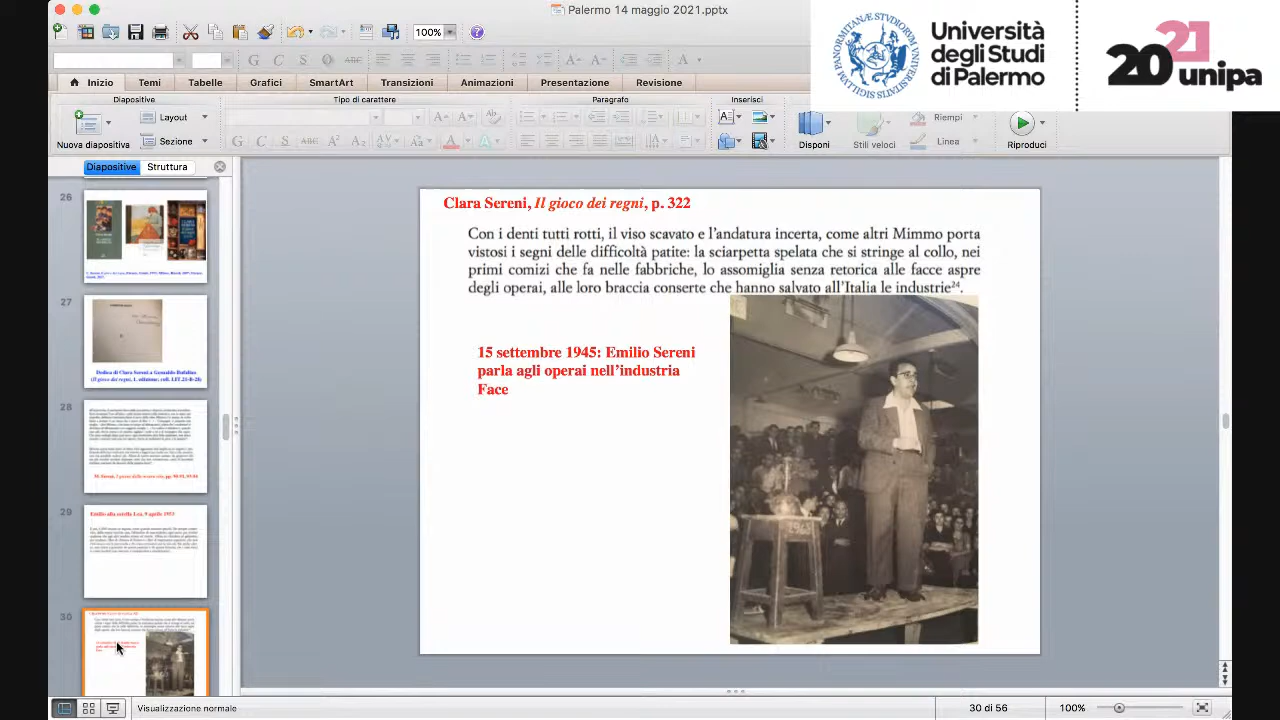 Palermo 14 maggio 2021.pptx
100%
Università
degli Studi
di Palermo
2021
unipa
Inizio
Temi
Tabelle
Grafici
SmartArt
Transizioni
Animazioni
Presentazione
Revisione
Diapositive
Tipo di carattere
Paragrafo
Inserisci
Layout
Nuova diapositiva
Sezione
Disponi
Stili veloci
Riempi
Linea
Riproduci
Diapositive
Struttura
26
27
Dedica di Clara Sereni a Gesualdo Bufalino
28
29
Emilio alla sorella Lea, 9 aprile 1953
30
Clara Sereni, Il gioco dei regni, p. 322
Con i denti tutti rotti, il viso scavato e l'andatura incerta, come altri Mimmo porta
vistosi i segni delle difficoltà patite: la sciarpetta spelata che si stringe al collo, nei
primi comizi che fa nelle fabbriche, lo assomiglia senza retorica alle facce aspre
degli operai, alle loro braccia conserte che hanno salvato all'Italia le industrie²⁴.
15 settembre 1945: Emilio Sereni
parla agli operai nell'industria
Face
Visualizzazione normale
30 di 56
100%